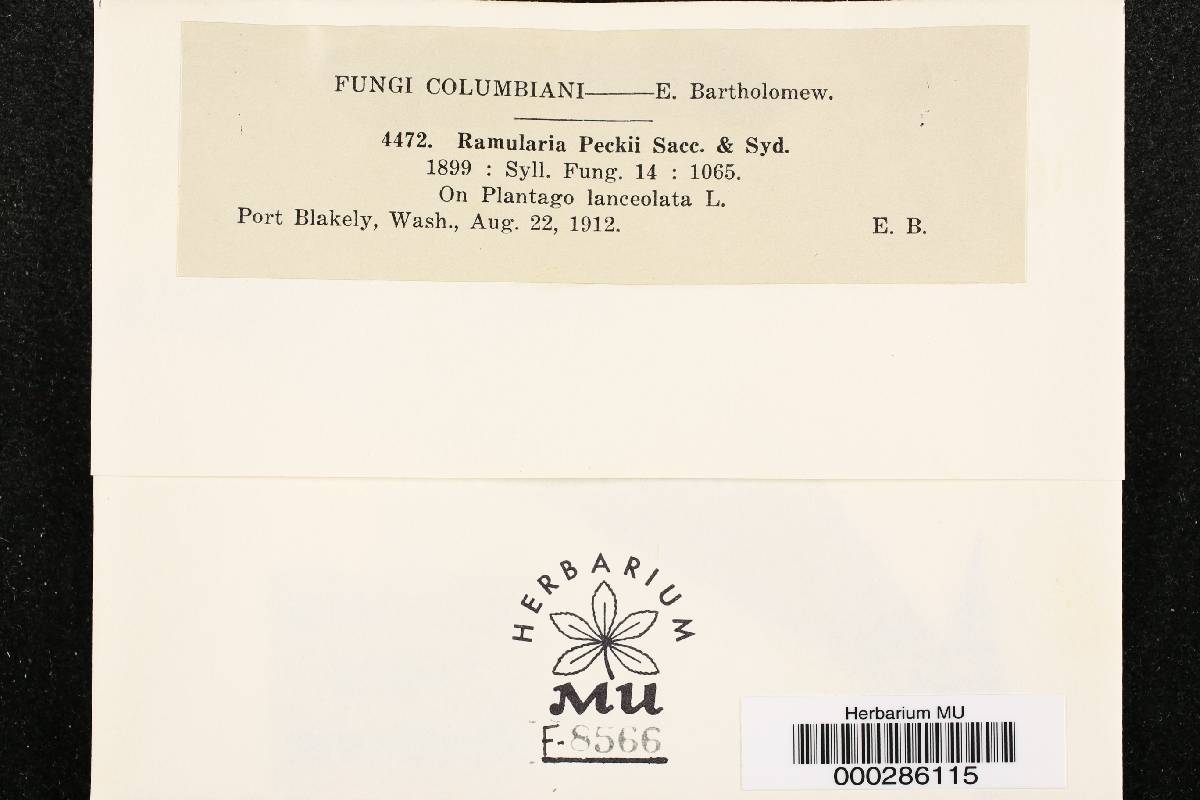 FUNGI COLUMBIANI——E. Bartholomew.
4472. Ramularia Peckii Sacc. & Syd.
1899 : Syll. Fung. 14 : 1065.
On Plantago lanceolata L.
Port Blakely, Wash., Aug. 22, 1912. E. B.
HERBARIUM
MU
F-8566
Herbarium MU
000286115